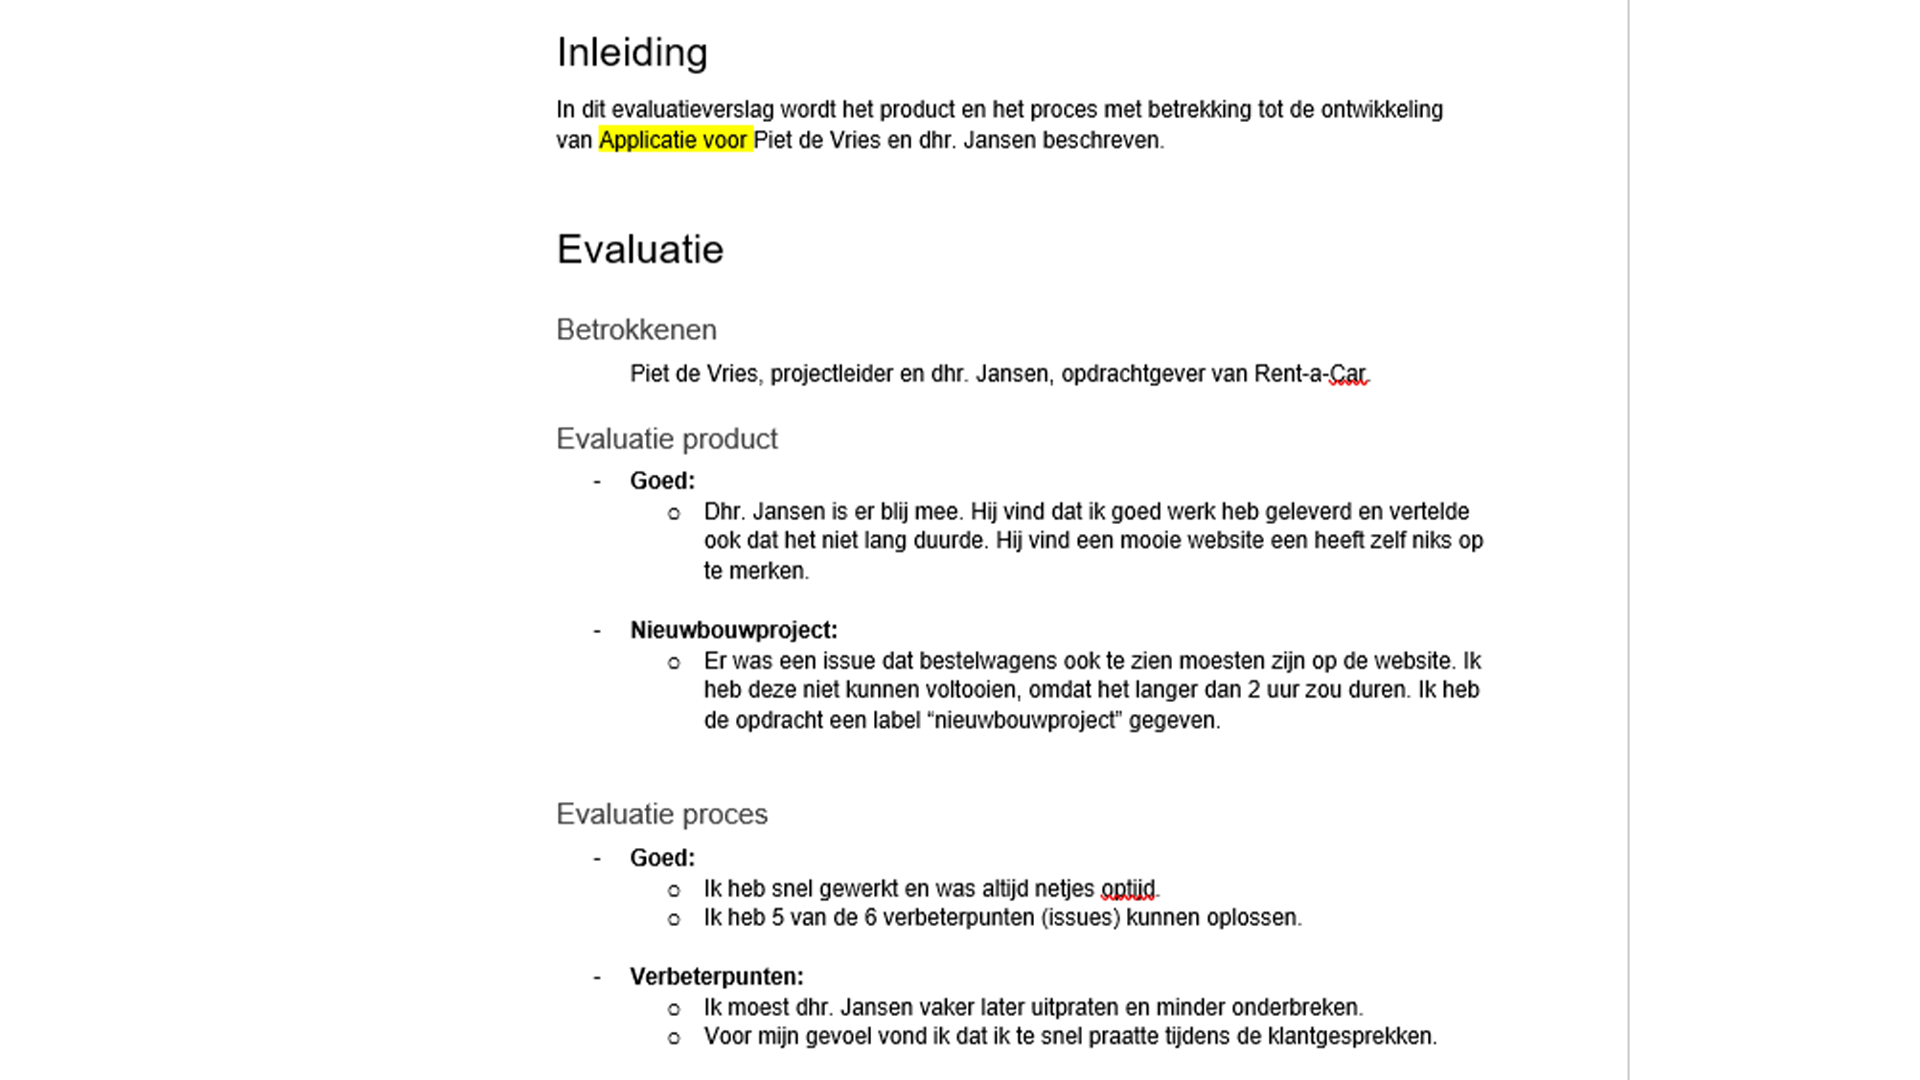 Inleiding
In dit evaluatieverslag wordt het product en het proces met betrekking tot de ontwikkeling
van Applicatie voor Piet de Vries en dhr. Jansen beschreven.
Evaluatie
Betrokkenen
Piet de Vries, projectleider en dhr. Jansen, opdrachtgever van Rent-a-Car.
Evaluatie product
- Goed:
o Dhr. Jansen is er blij mee. Hij vind dat ik goed werk heb geleverd en vertelde
ook dat het niet lang duurde. Hij vind een mooie website een heeft zelf niks op
te merken.
- Nieuwbouwproject:
o Er was een issue dat bestelwagens ook te zien moesten zijn op de website. Ik
heb deze niet kunnen voltooien, omdat het langer dan 2 uur zou duren. Ik heb
de opdracht een label “nieuwbouwproject” gegeven.
Evaluatie proces
- Goed:
o Ik heb snel gewerkt en was altijd netjes optijd.
o Ik heb 5 van de 6 verbeterpunten (issues) kunnen oplossen.
- Verbeterpunten:
o Ik moest dhr. Jansen vaker later uitpraten en minder onderbreken.
o Voor mijn gevoel vond ik dat ik te snel praatte tijdens de klantgesprekken.